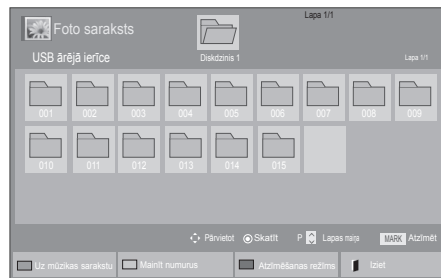 Foto saraksts
Lapa 1/1
USB ārējā ierīce
Diskdzinis 1
Lapa 1/1
001 002 003 004 005 006 007 008 009
010 011 012 013 014 015
Pārvietot Skatīt P Lapas maiņa MARK Atzīmēt
Uz mūzikas sarakstu Mainīt numurus Atzīmēšanas režīms Iziet